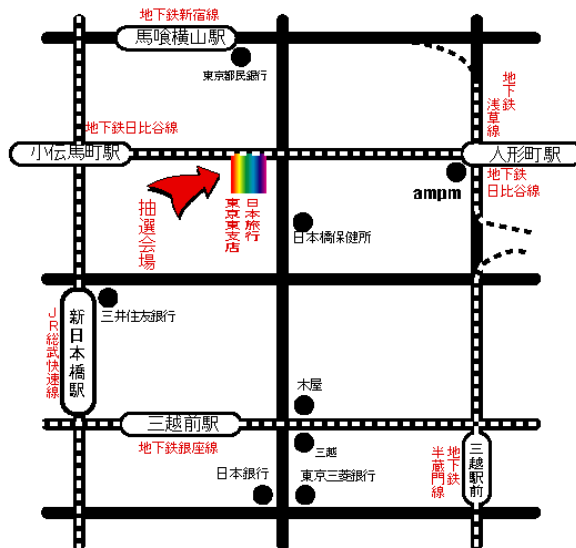 地下鉄新宿線
馬喰横山駅
東京都民銀行
地下鉄
浅草線
地下鉄日比谷線
小伝馬町駅
人形町駅
地下鉄
日比谷線
ampm
抽選会場
日本旅行
東京東支店
日本橋保健所
三井住友銀行
新日本橋駅
JR総武快速線
木屋
三越前駅
地下鉄銀座線
三越
地下鉄
半蔵門線
三越駅前
日本銀行
東京三菱銀行